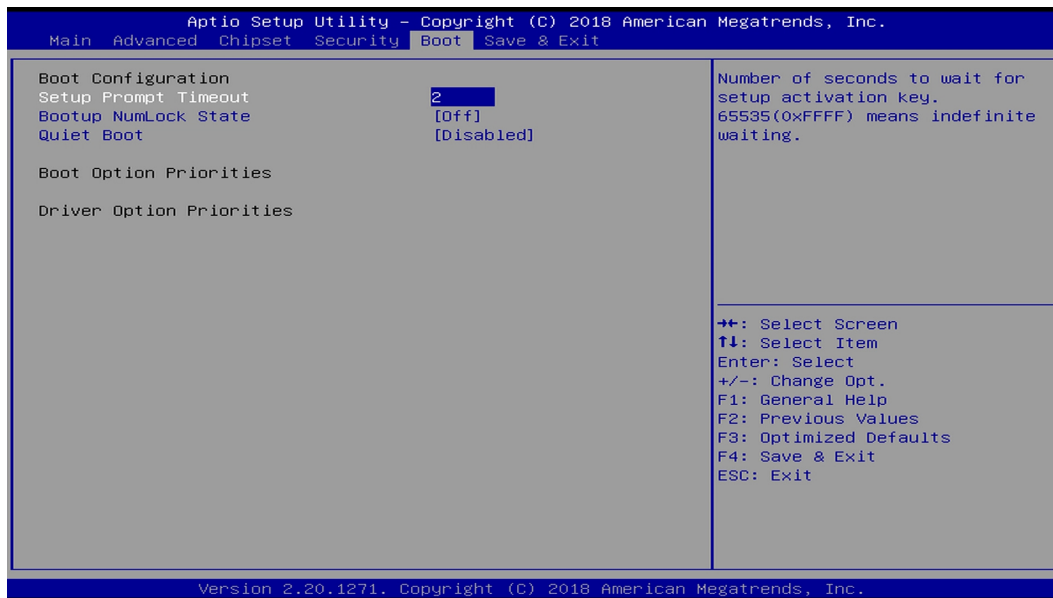 Aptio Setup Utility – Copyright (C) 2018 American Megatrends, Inc.
Main Advanced Chipset Security Boot Save & Exit
Boot Configuration
Setup Prompt Timeout 2
Bootup NumLock State [Off]
Quiet Boot [Disabled]
Boot Option Priorities
Driver Option Priorities
Number of seconds to wait for
setup activation key.
65535(0xFFFF) means indefinite
waiting.
→←: Select Screen
↑↓: Select Item
Enter: Select
+/-: Change Opt.
F1: General Help
F2: Previous Values
F3: Optimized Defaults
F4: Save & Exit
ESC: Exit
Version 2.20.1271. Copyright (C) 2018 American Megatrends, Inc.